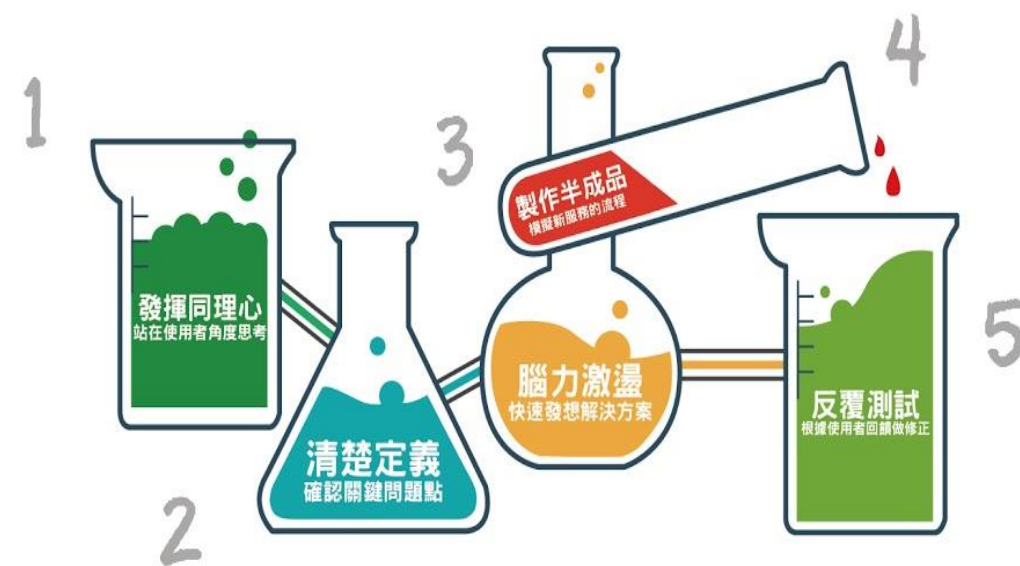 1
發揮同理心
站在使用者角度思考
2
清楚定義
確認關鍵問題點
3
腦力激盪
快速發想解決方案
4
製作半成品
模擬新服務的流程
5
反覆測試
根據使用者回饋做修正